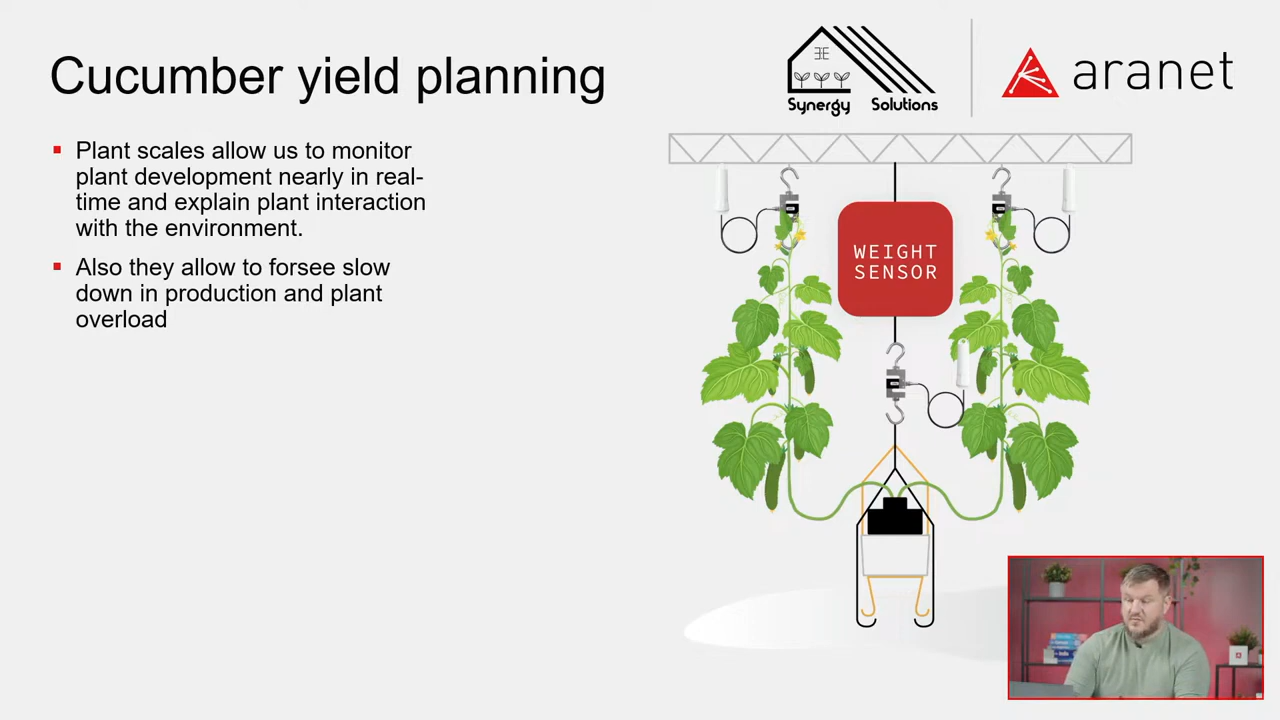 Cucumber yield planning
Synergy Solutions
aranet
Plant scales allow us to monitor
plant development nearly in real-
time and explain plant interaction
with the environment.
Also they allow to forsee slow
down in production and plant
overload
WEIGHT
SENSOR